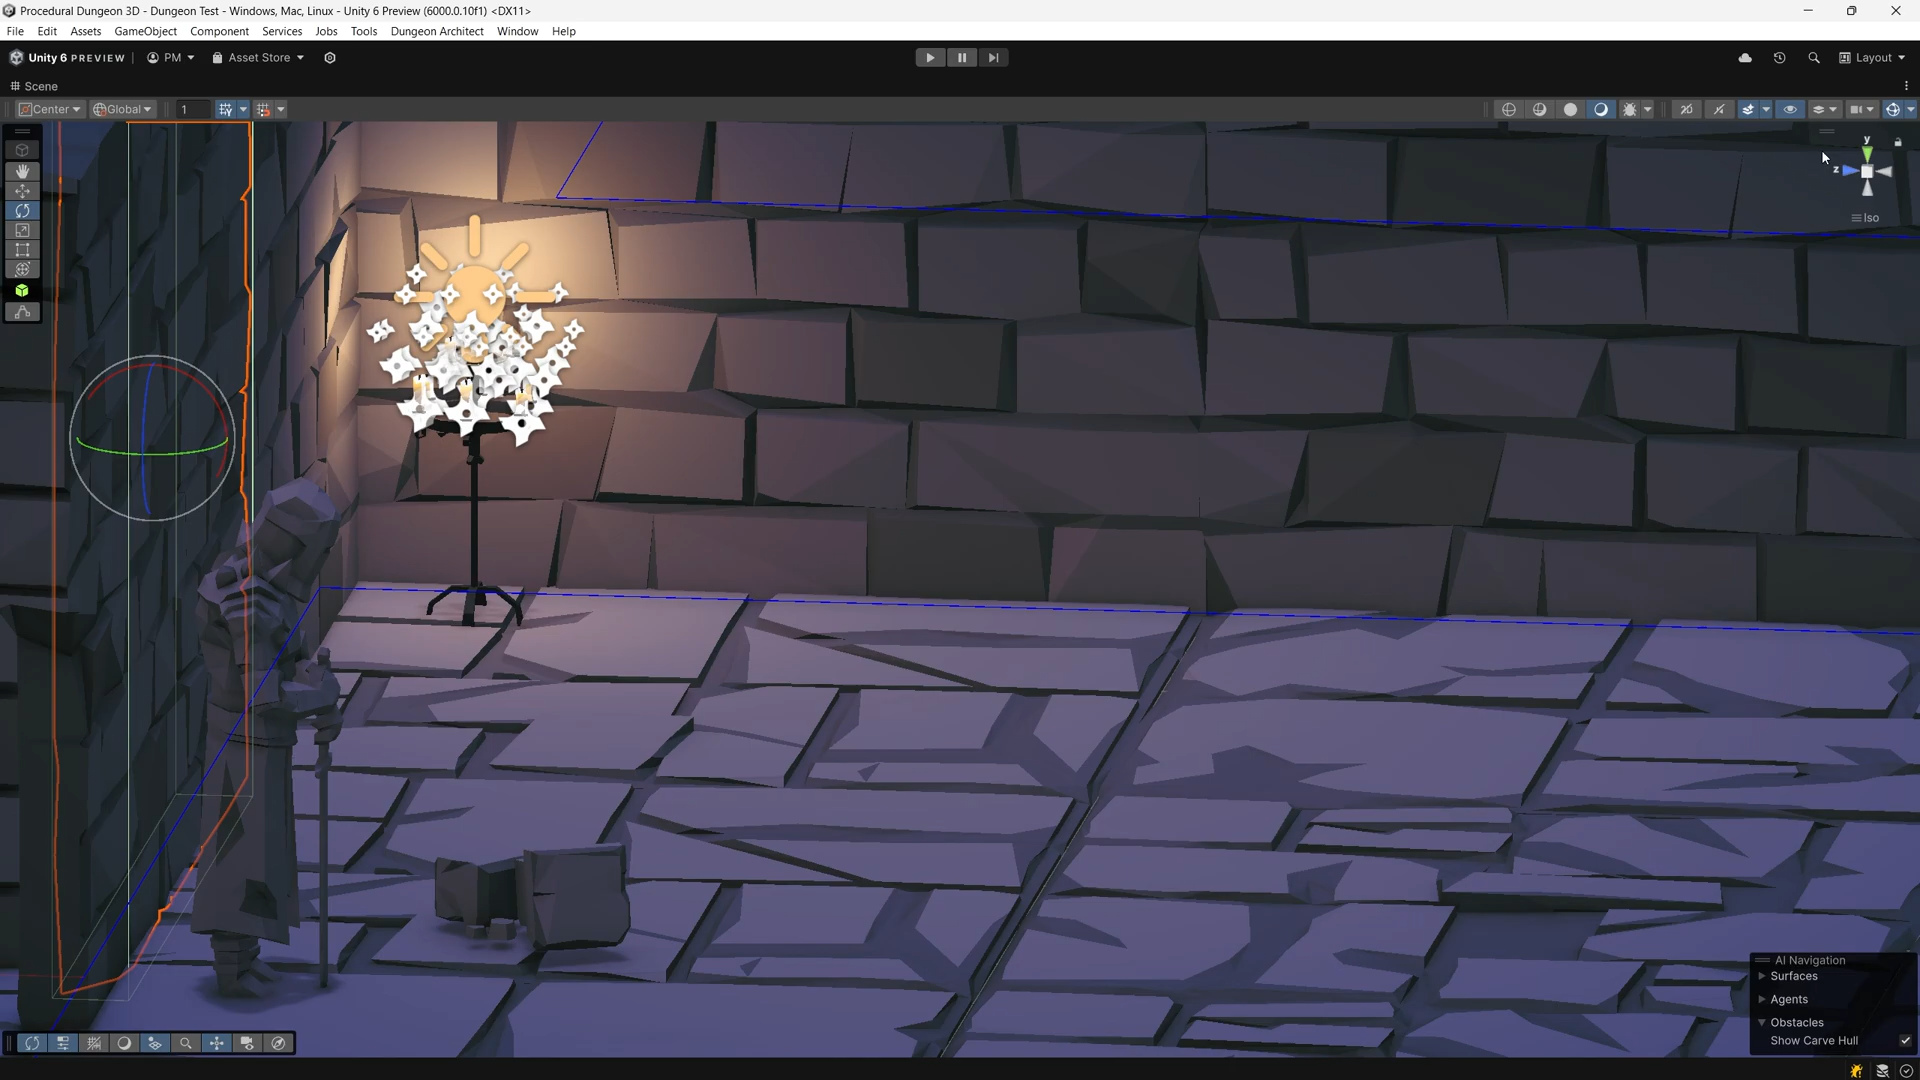 Procedural Dungeon 3D - Dungeon Test - Windows, Mac, Linux - Unity 6 Preview (6000.0.10f1) <DX11>
File Edit Assets GameObject Component Services Jobs Tools Dungeon Architect Window Help
Unity 6 PREVIEW PM Asset Store Layout
Scene
Center Global 1
y
z
Iso
AI Navigation
Surfaces
Agents
Obstacles
Show Carve Hull